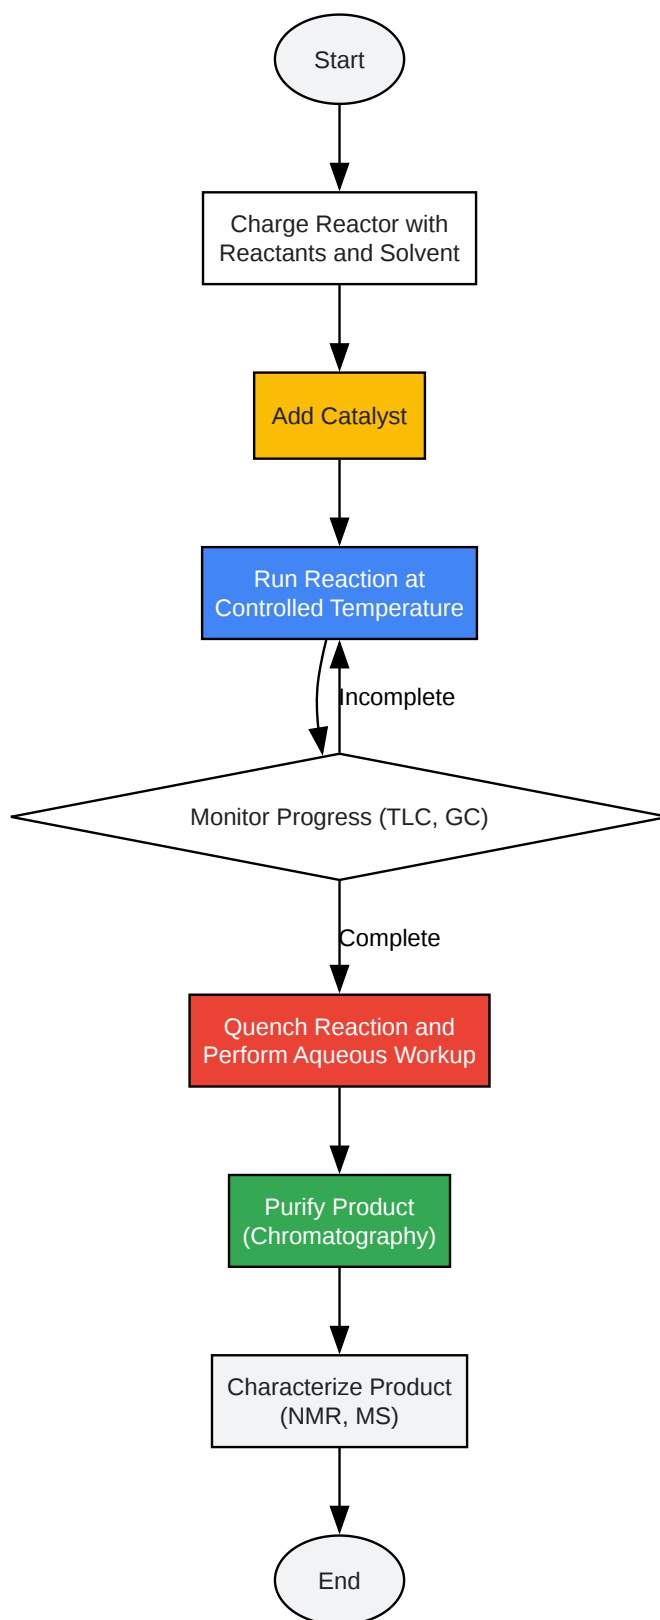 Start
Charge Reactor with
Reactants and Solvent
Add Catalyst
Run Reaction at
Controlled Temperature
Incomplete
Monitor Progress (TLC, GC)
Complete
Quench Reaction and
Perform Aqueous Workup
Purify Product
(Chromatography)
Characterize Product
(NMR, MS)
End